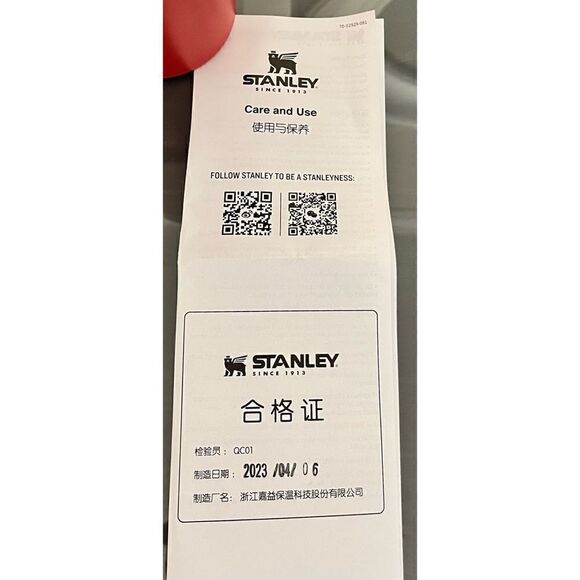 STANLEY
SINCE 1913
Care and Use
使用与保养
FOLLOW STANLEY TO BE A STANLEYNESS:
STANLEY
SINCE 1913
合格证
检验员： QC01
制造日期： 2023 /04/ 06
制造厂名： 浙江嘉益保温科技股份有限公司